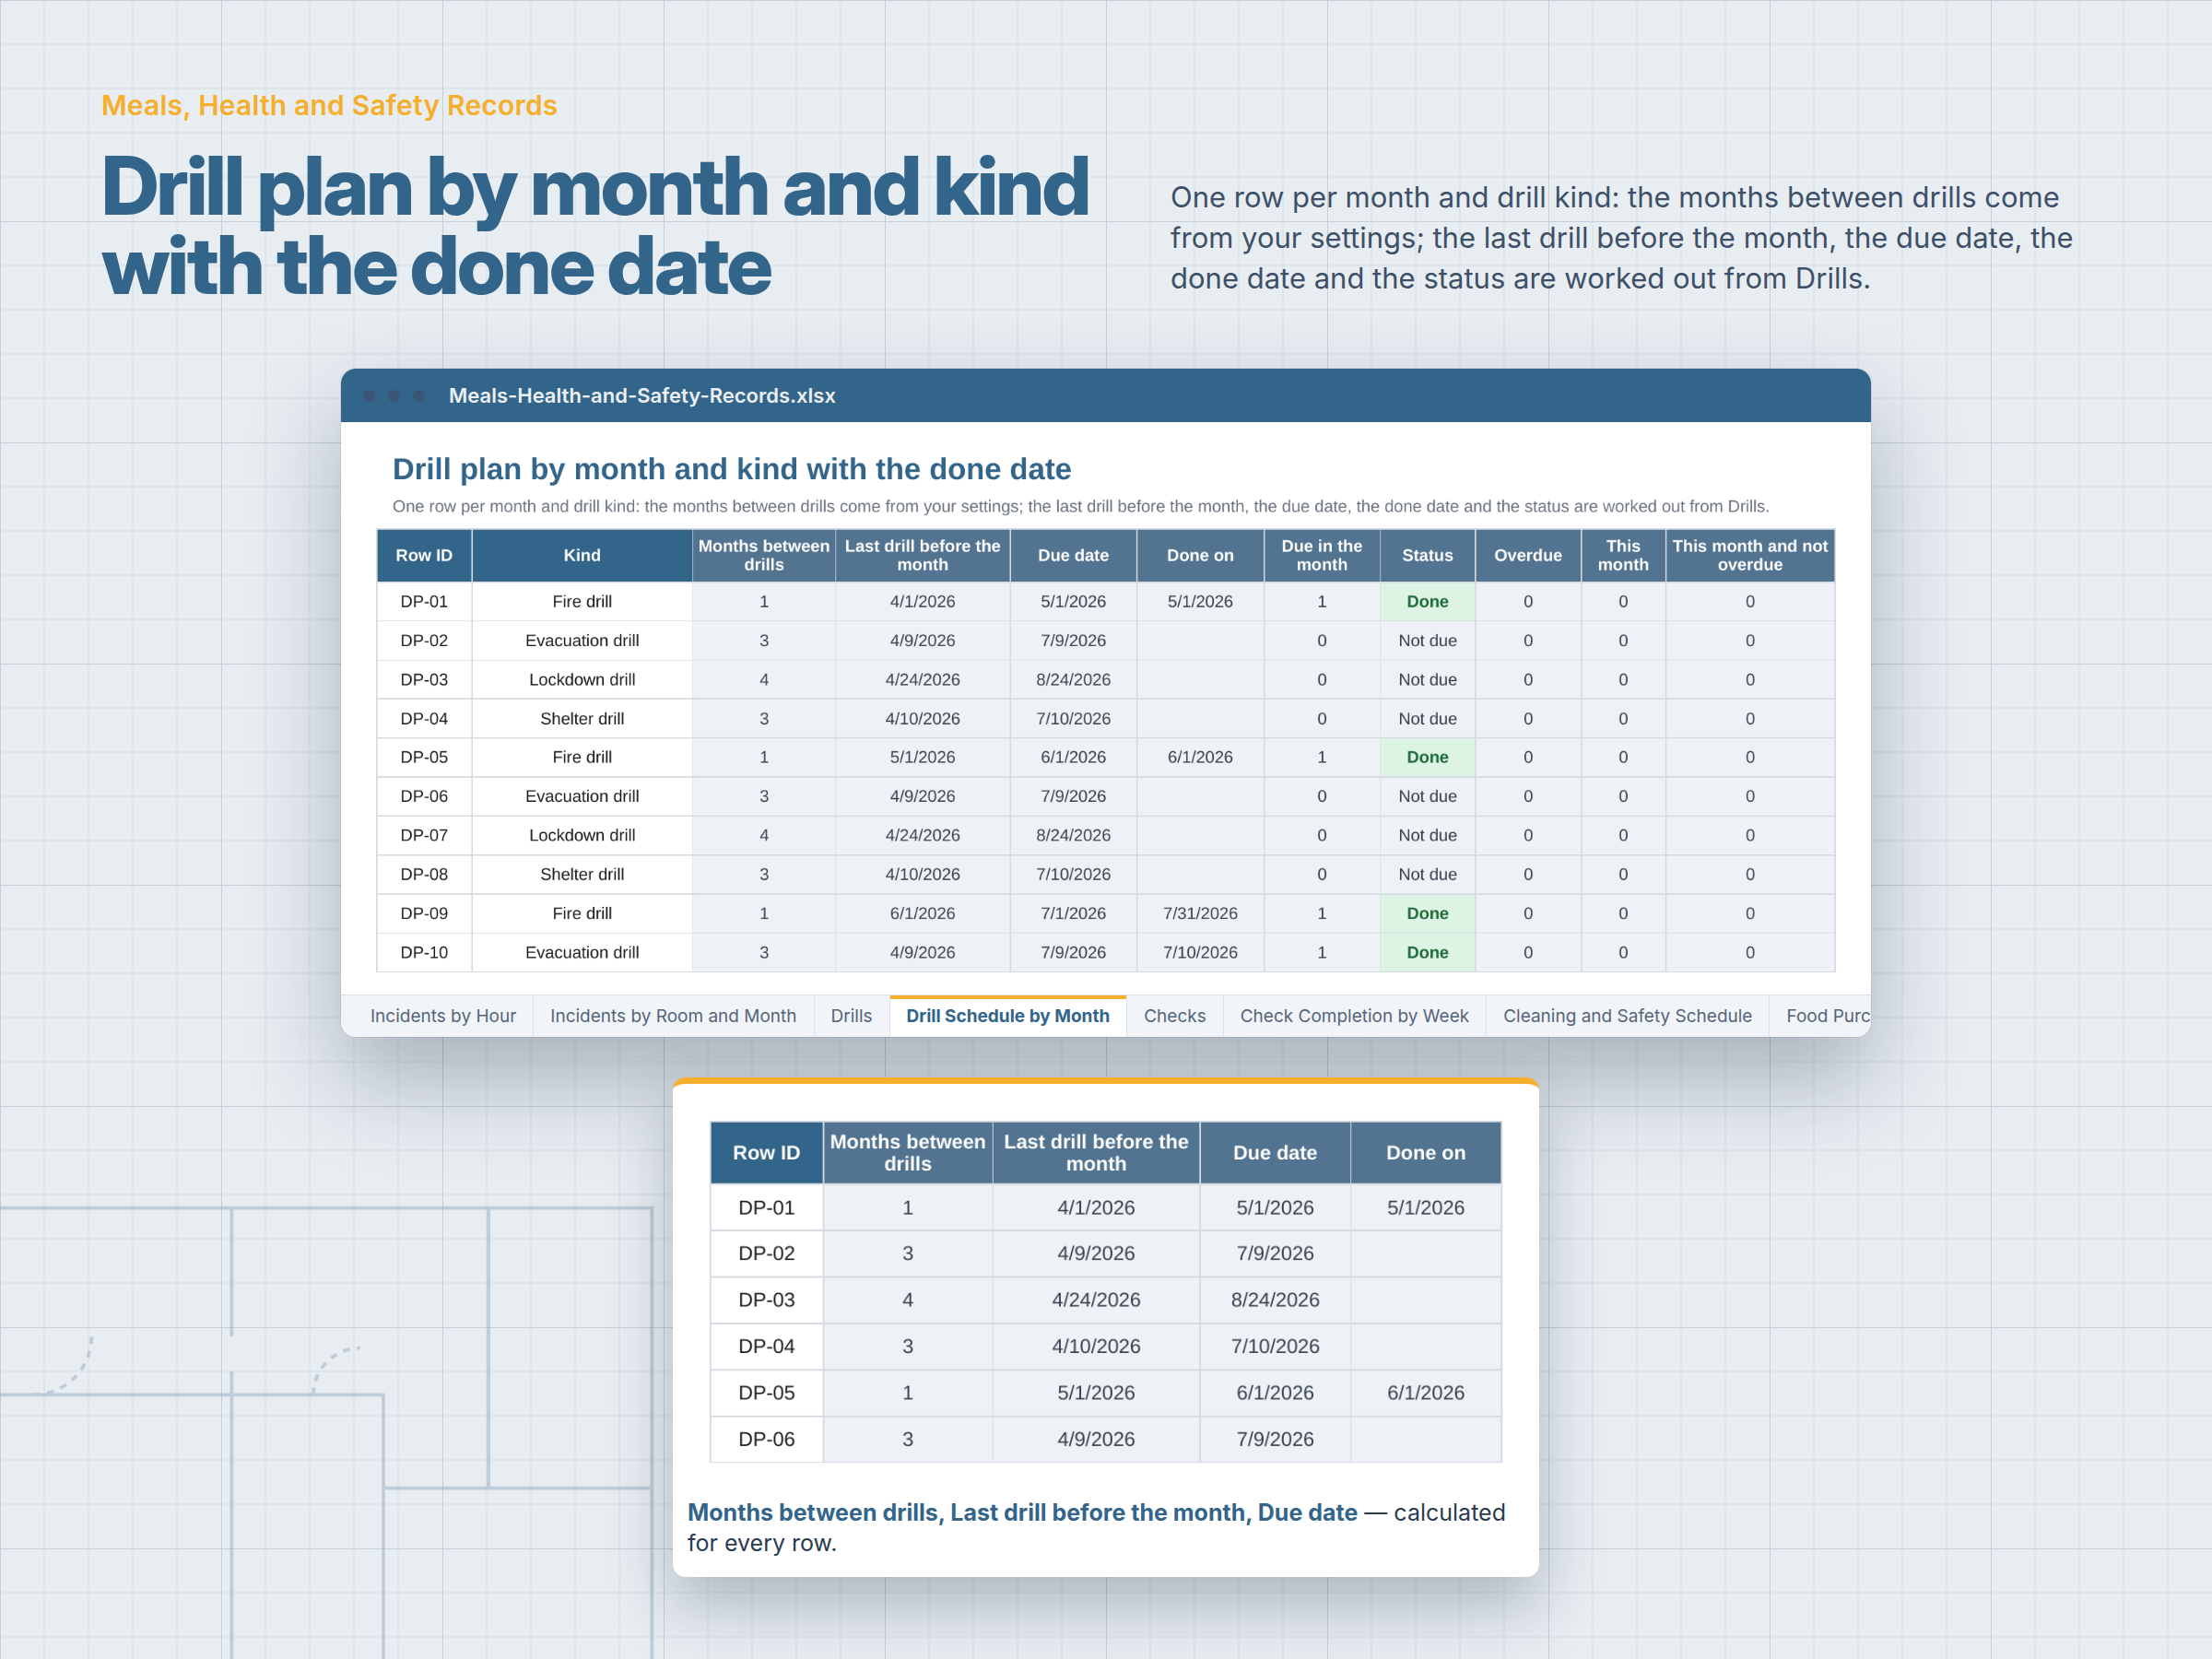 Meals, Health and Safety Records
Drill plan by month and kind
with the done date
One row per month and drill kind: the months between drills come
from your settings; the last drill before the month, the due date, the
done date and the status are worked out from Drills.
Meals-Health-and-Safety-Records.xlsx
Drill plan by month and kind with the done date
One row per month and drill kind: the months between drills come from your settings; the last drill before the month, the due date, the done date and the status are worked out from Drills.
Row ID Kind Months between drills Last drill before the month Due date Done on Due in the month Status Overdue This month This month and not overdue
DP-01 Fire drill 1 4/1/2026 5/1/2026 5/1/2026 1 Done 0 0 0
DP-02 Evacuation drill 3 4/9/2026 7/9/2026 0 Not due 0 0 0
DP-03 Lockdown drill 4 4/24/2026 8/24/2026 0 Not due 0 0 0
DP-04 Shelter drill 3 4/10/2026 7/10/2026 0 Not due 0 0 0
DP-05 Fire drill 1 5/1/2026 6/1/2026 6/1/2026 1 Done 0 0 0
DP-06 Evacuation drill 3 4/9/2026 7/9/2026 0 Not due 0 0 0
DP-07 Lockdown drill 4 4/24/2026 8/24/2026 0 Not due 0 0 0
DP-08 Shelter drill 3 4/10/2026 7/10/2026 0 Not due 0 0 0
DP-09 Fire drill 1 6/1/2026 7/1/2026 7/31/2026 1 Done 0 0 0
DP-10 Evacuation drill 3 4/9/2026 7/9/2026 7/10/2026 1 Done 0 0 0
Incidents by Hour Incidents by Room and Month Drills Drill Schedule by Month Checks Check Completion by Week Cleaning and Safety Schedule Food Purc
Row ID Months between drills Last drill before the month Due date Done on
DP-01 1 4/1/2026 5/1/2026 5/1/2026
DP-02 3 4/9/2026 7/9/2026
DP-03 4 4/24/2026 8/24/2026
DP-04 3 4/10/2026 7/10/2026
DP-05 1 5/1/2026 6/1/2026 6/1/2026
DP-06 3 4/9/2026 7/9/2026
Months between drills, Last drill before the month, Due date — calculated
for every row.